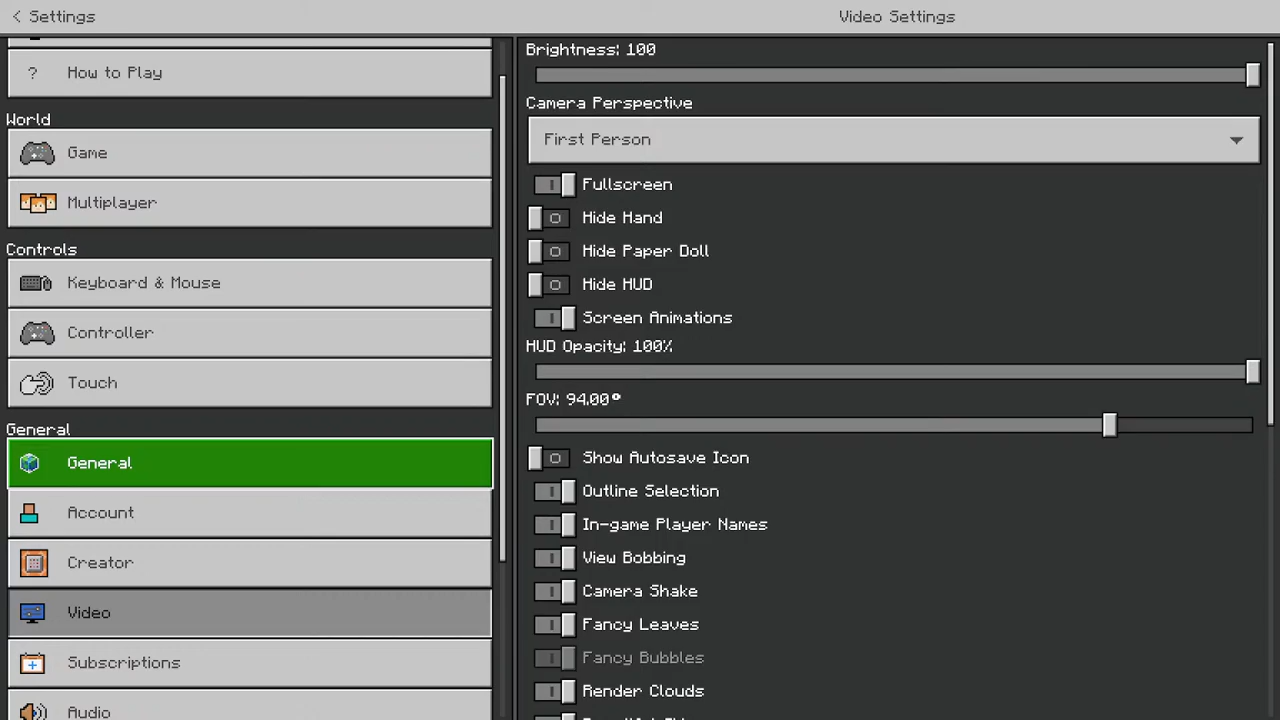 Settings
Video Settings
? How to Play
World
Game
Multiplayer
Controls
Keyboard & Mouse
Controller
Touch
General
General
Account
Creator
Video
Subscriptions
Audio
Brightness: 100
Camera Perspective
First Person
Fullscreen
Hide Hand
Hide Paper Doll
Hide HUD
Screen Animations
HUD Opacity: 100%
FOV: 94.00°
Show Autosave Icon
Outline Selection
In-game Player Names
View Bobbing
Camera Shake
Fancy Leaves
Fancy Bubbles
Render Clouds